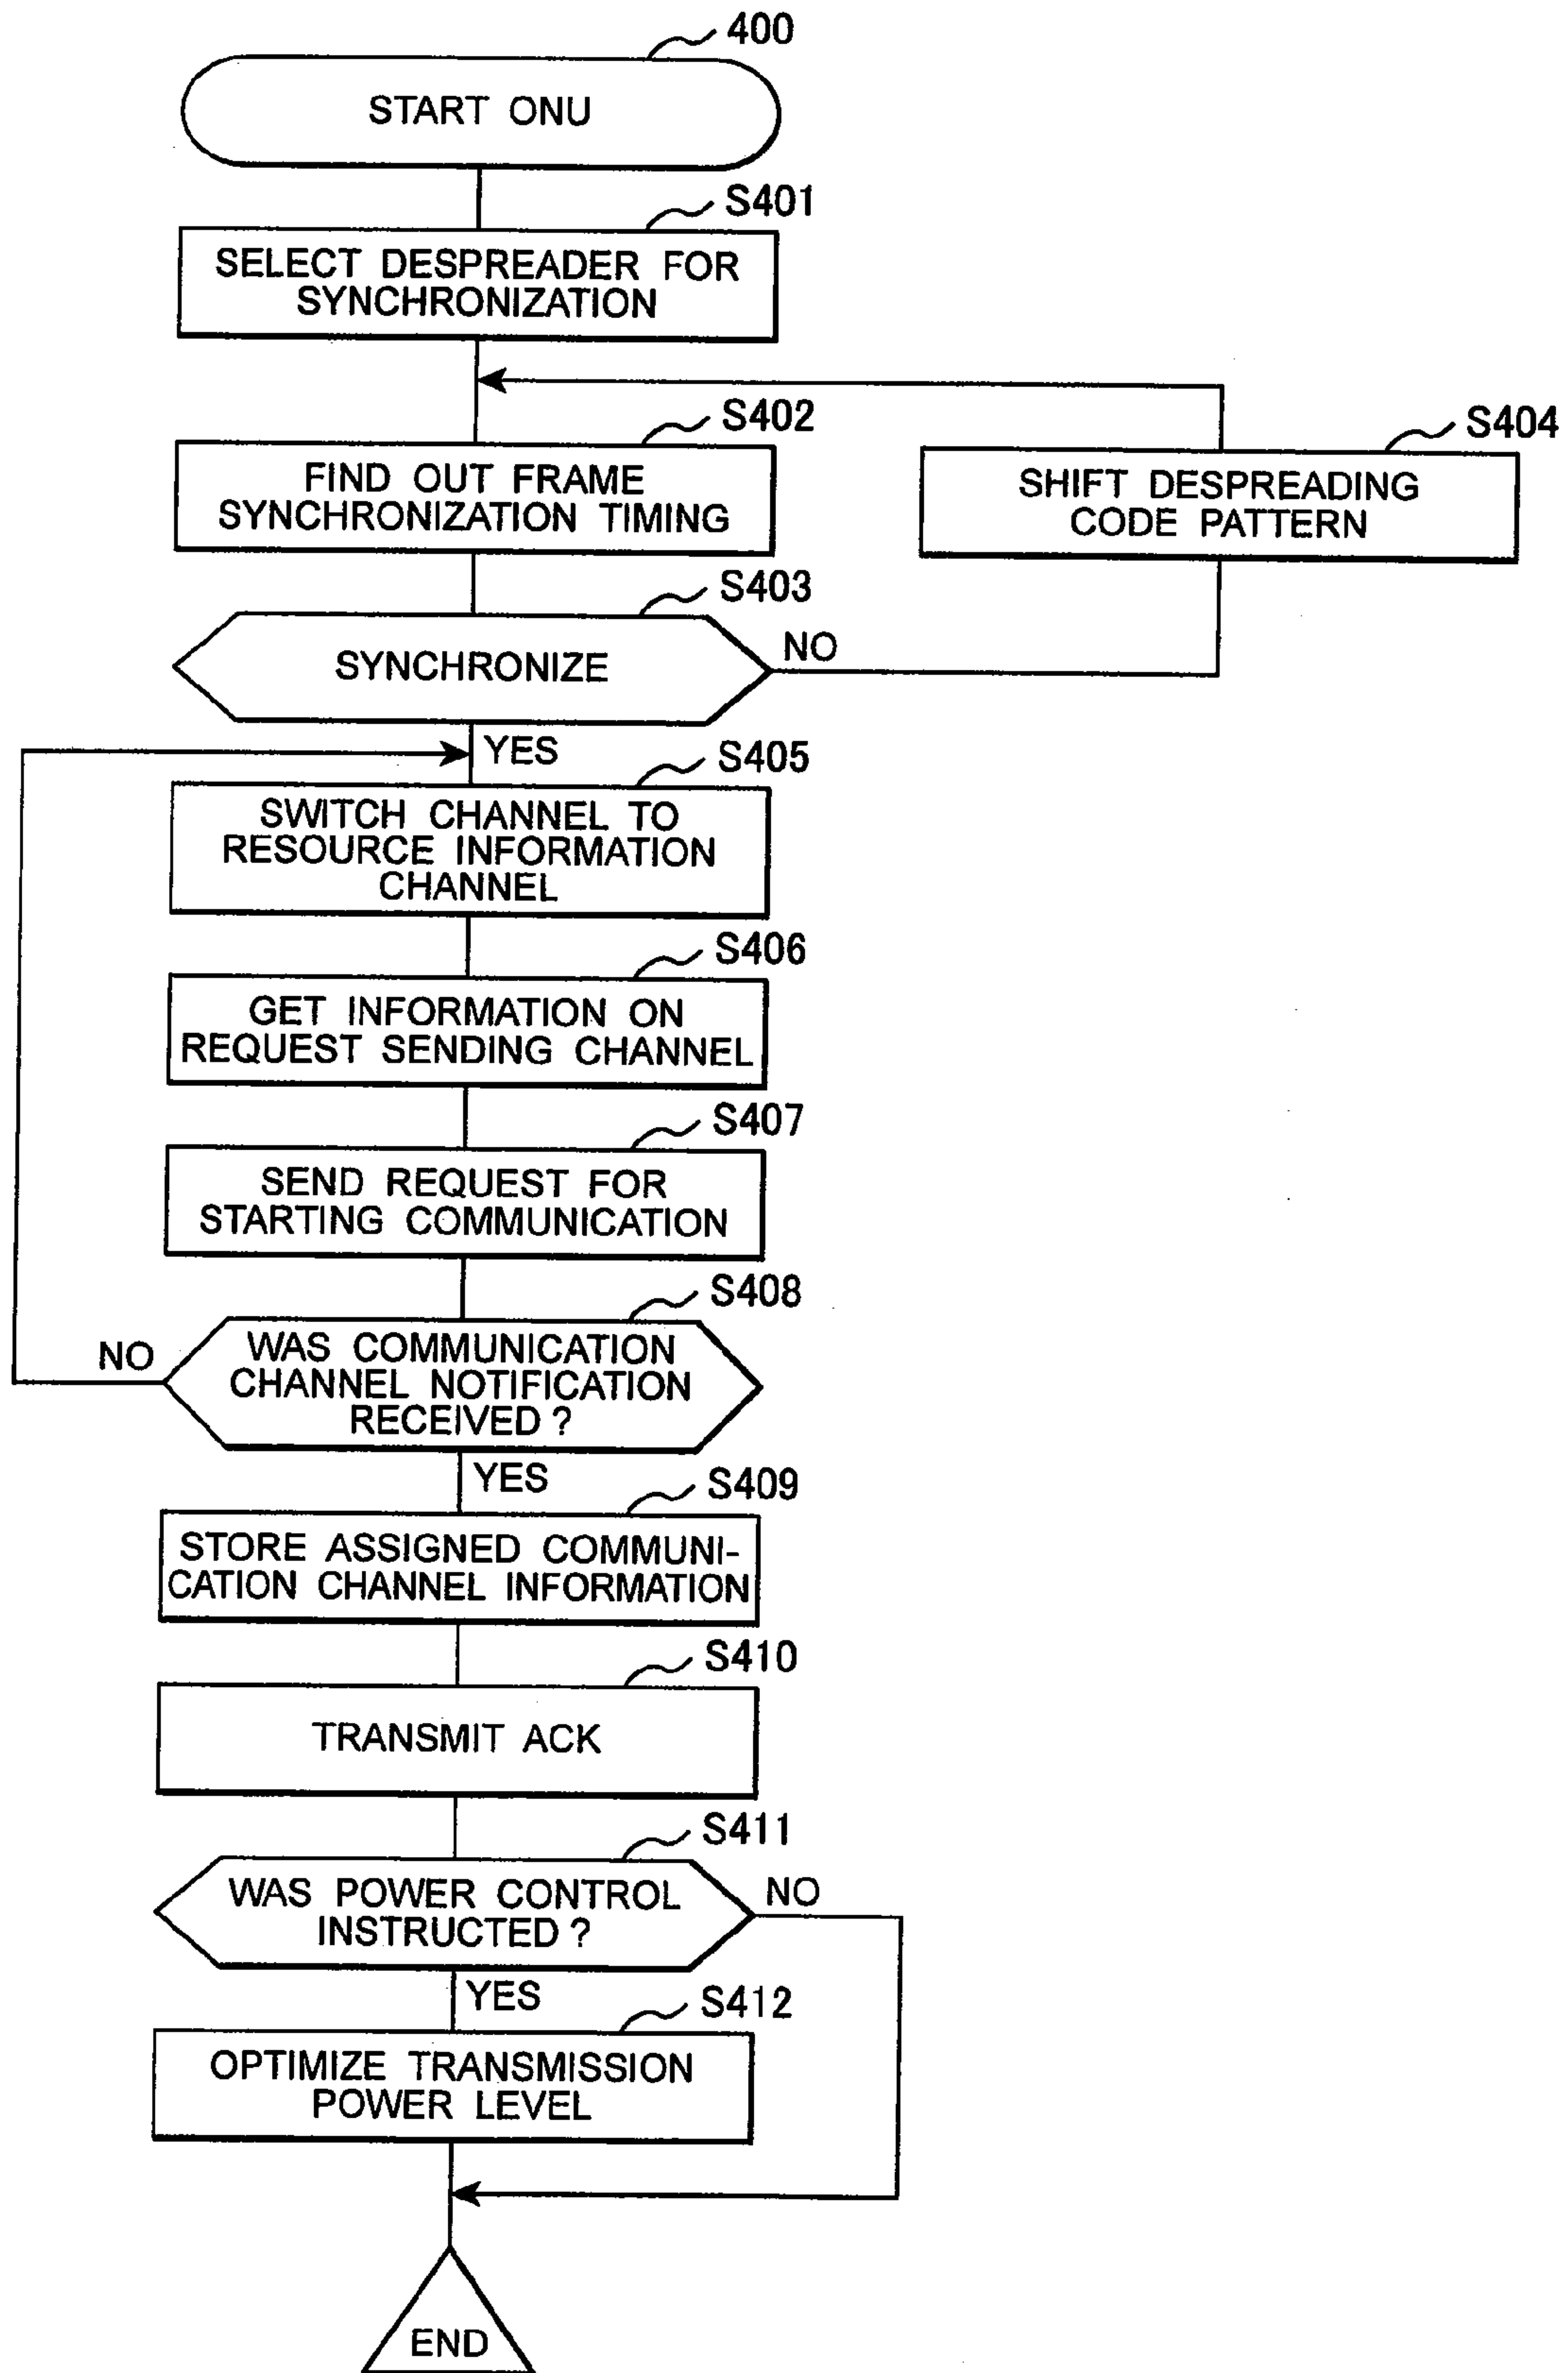 400
START ONU
S401
SELECT DESPREADER FOR
SYNCHRONIZATION
S402
FIND OUT FRAME
SYNCHRONIZATION TIMING
S404
SHIFT DESPREADING
CODE PATTERN
S403
SYNCHRONIZE
NO
YES
S405
SWITCH CHANNEL TO
RESOURCE INFORMATION
CHANNEL
S406
GET INFORMATION ON
REQUEST SENDING CHANNEL
S407
SEND REQUEST FOR
STARTING COMMUNICATION
S408
NO
WAS COMMUNICATION
CHANNEL NOTIFICATION
RECEIVED ?
YES
S409
STORE ASSIGNED COMMUNI-
CATION CHANNEL INFORMATION
S410
TRANSMIT ACK
S411
WAS POWER CONTROL
INSTRUCTED ?
NO
YES
S412
OPTIMIZE TRANSMISSION
POWER LEVEL
END